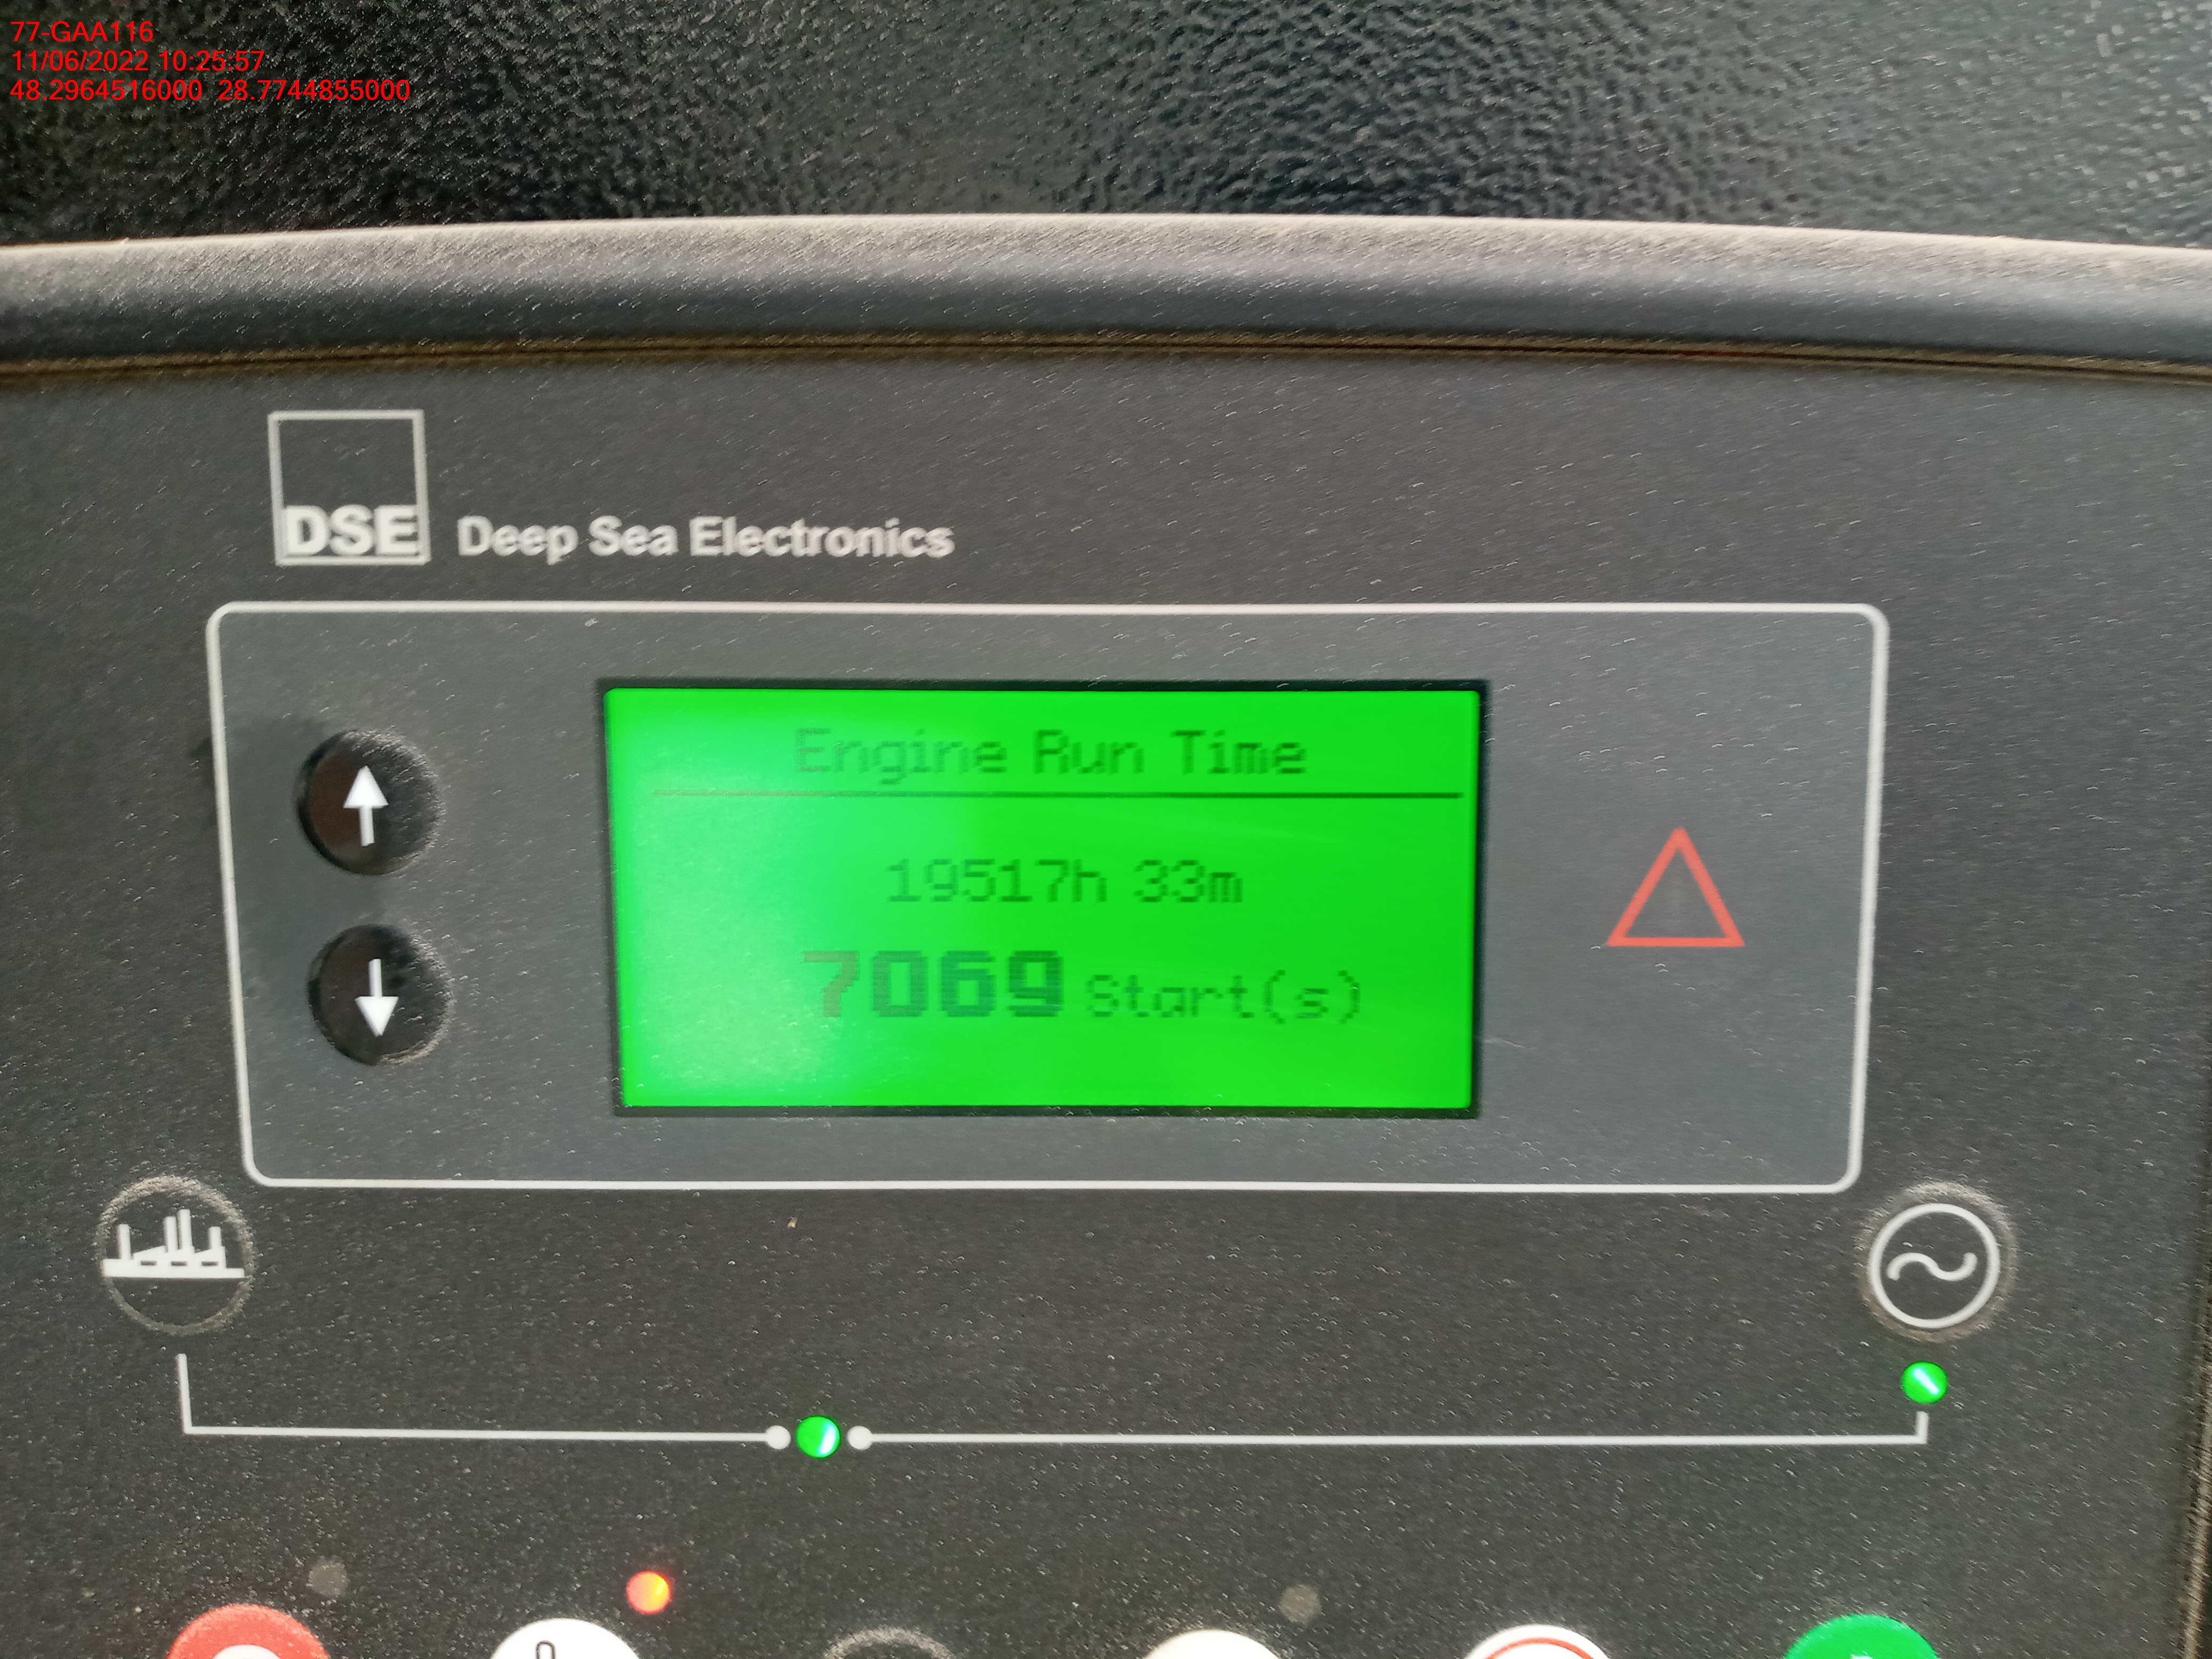 77-GAA116
11/06/2022 10:25:57
48.2964516000 28.7744855000
DSE Deep Sea Electronics
Engine Run Time
19517h 33m
7069 Start(s)